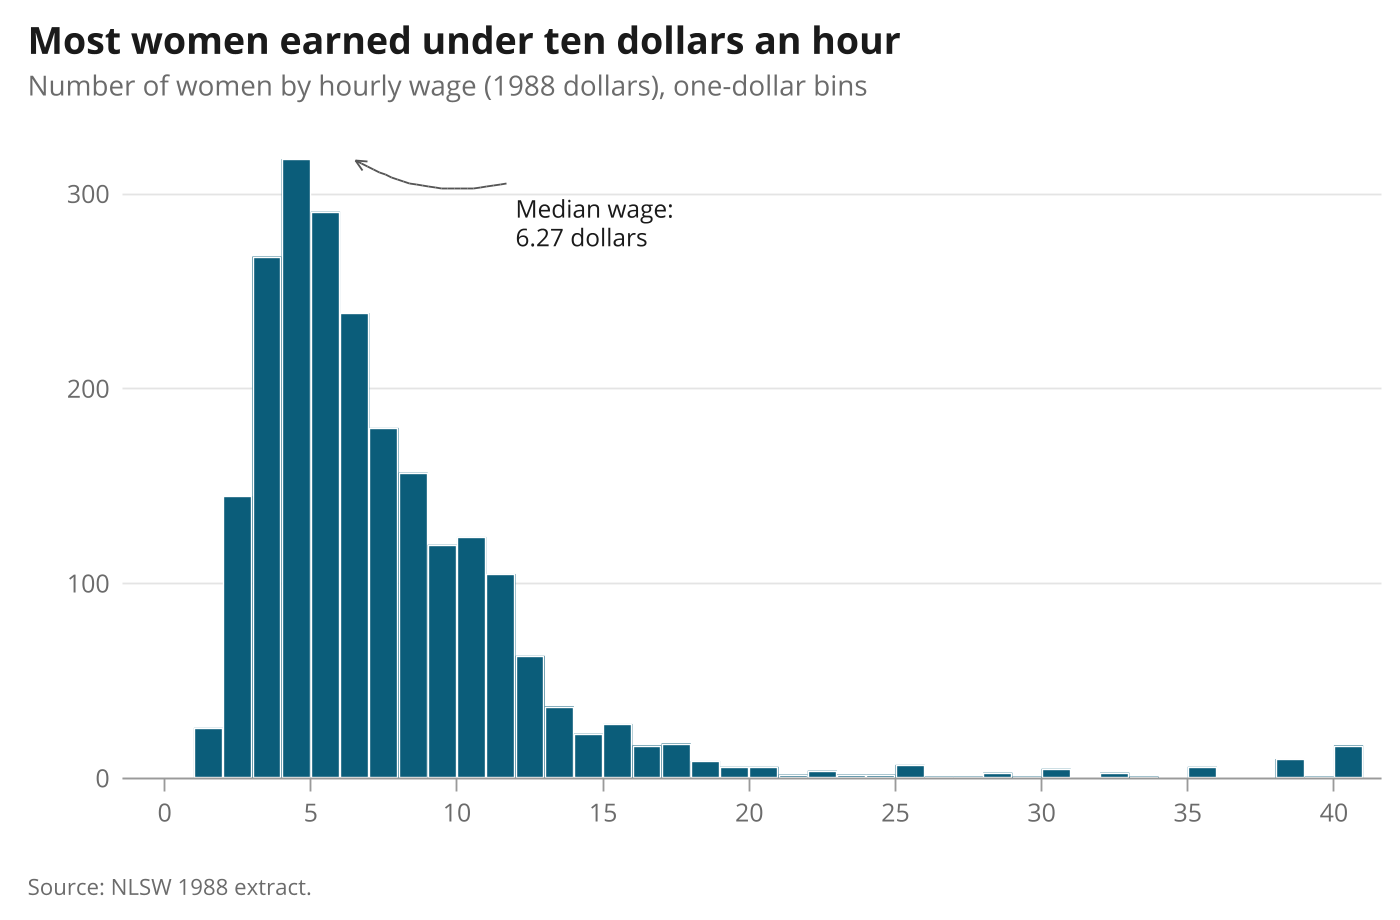 Most women earned under ten dollars an hour
Number of women by hourly wage (1988 dollars), one-dollar bins
300
Median wage:
6.27 dollars
200
100
0
0 5 10 15 20 25 30 35 40
Source: NLSW 1988 extract.